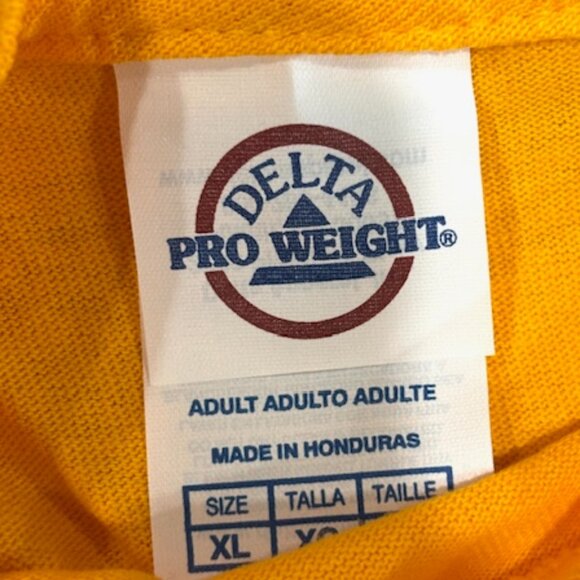 DELTA
PRO WEIGHT®
ADULT ADULTO ADULTE
MADE IN HONDURAS
SIZE TALLA TAILLE
XL